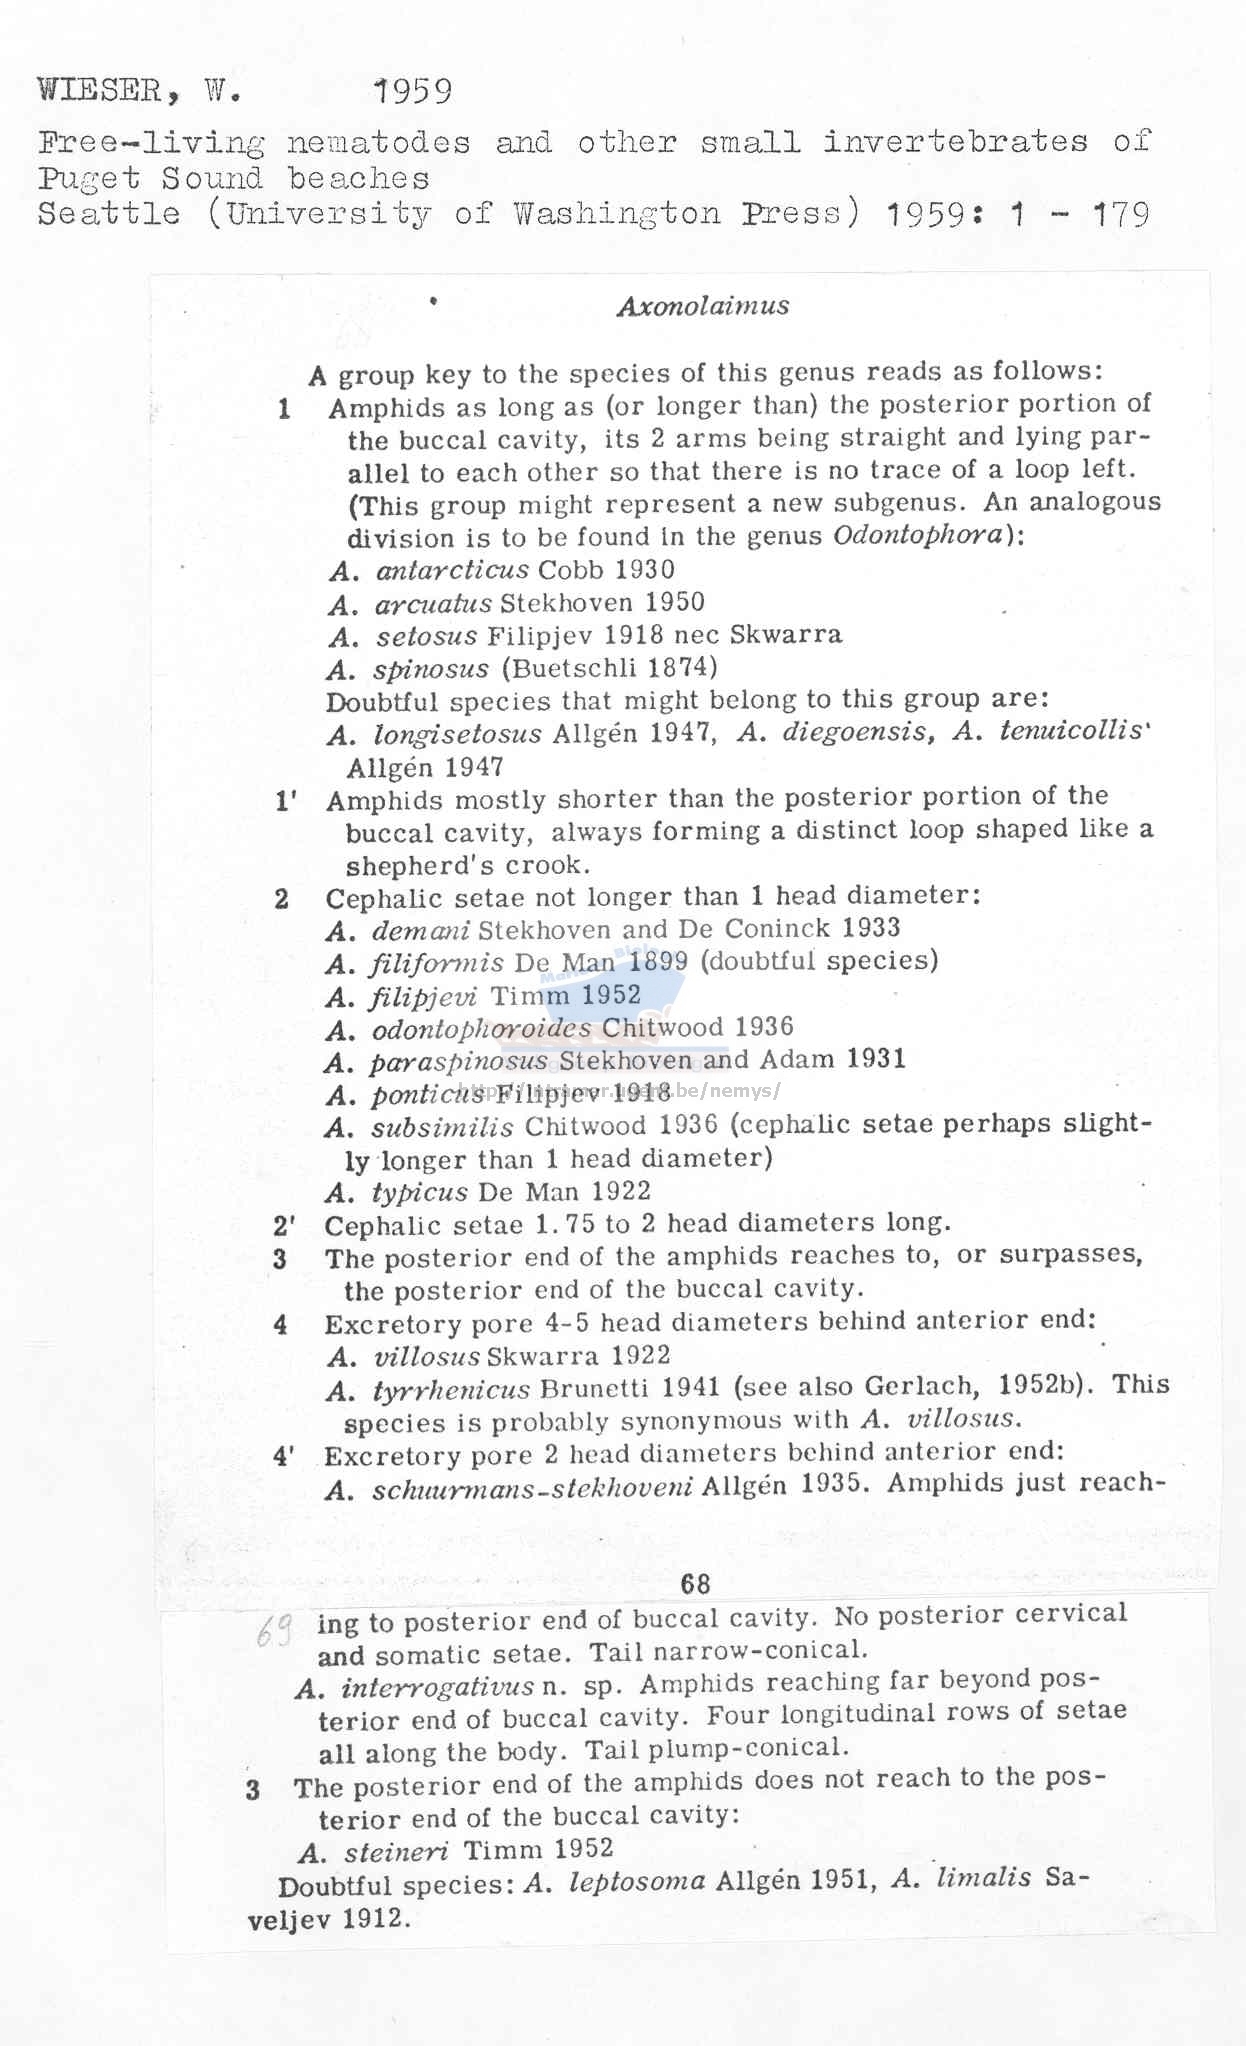 WIESER, W. 1959
Free-living nematodes and other small invertebrates of
Puget Sound beaches
Seattle (University of Washington Press) 1959: 1 - 179
Axonolaimus
A group key to the species of this genus reads as follows:
1 Amphids as long as (or longer than) the posterior portion of
the buccal cavity, its 2 arms being straight and lying par-
allel to each other so that there is no trace of a loop left.
(This group might represent a new subgenus. An analogous
division is to be found in the genus Odontophora):
A. antarcticus Cobb 1930
A. arcuatus Stekhoven 1950
A. setosus Filipjev 1918 nec Skwarra
A. spinosus (Buetschli 1874)
Doubtful species that might belong to this group are:
A. longisetosus Allgén 1947, A. diegoensis, A. tenuicollis
Allgén 1947
1' Amphids mostly shorter than the posterior portion of the
buccal cavity, always forming a distinct loop shaped like a
shepherd's crook.
2 Cephalic setae not longer than 1 head diameter:
A. demani Stekhoven and De Coninck 1933
A. filiformis De Man 1899 (doubtful species)
A. filipjevi Timm 1952
A. odontophoroides Chitwood 1936
A. paraspinosus Stekhoven and Adam 1931
A. ponticus Filipjev 1918
A. subsimilis Chitwood 1936 (cephalic setae perhaps slight-
ly longer than 1 head diameter)
A. typicus De Man 1922
2' Cephalic setae 1.75 to 2 head diameters long.
3 The posterior end of the amphids reaches to, or surpasses,
the posterior end of the buccal cavity.
4 Excretory pore 4-5 head diameters behind anterior end:
A. villosus Skwarra 1922
A. tyrrhenicus Brunetti 1941 (see also Gerlach, 1952b). This
species is probably synonymous with A. villosus.
4' Excretory pore 2 head diameters behind anterior end:
A. schuurmans-stekhoveni Allgén 1935. Amphids just reach-
68
69 ing to posterior end of buccal cavity. No posterior cervical
and somatic setae. Tail narrow-conical.
A. interrogativus n. sp. Amphids reaching far beyond pos-
terior end of buccal cavity. Four longitudinal rows of setae
all along the body. Tail plump-conical.
3 The posterior end of the amphids does not reach to the pos-
terior end of the buccal cavity:
A. steineri Timm 1952
Doubtful species: A. leptosoma Allgén 1951, A. limalis Sa-
veljev 1912.